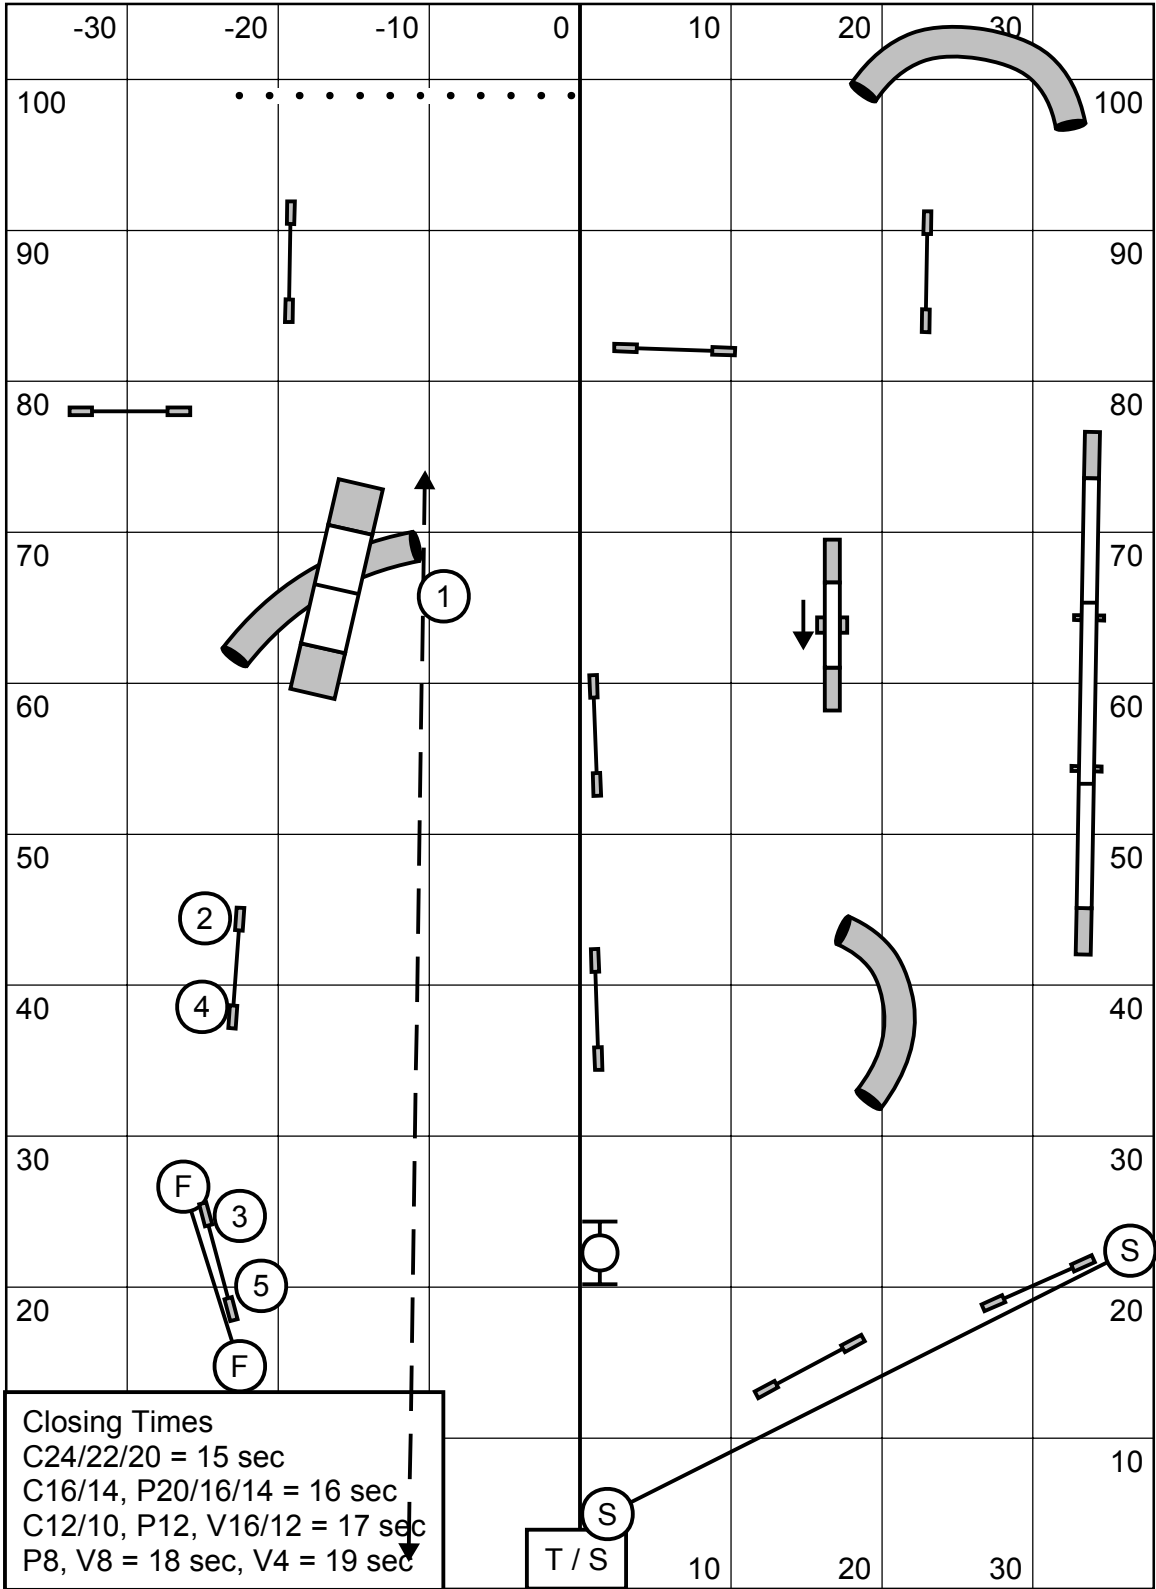 -30 -20 -10 0 10 20 30
100 100
90 90
80 80
70 70
1
60 60
50 50
2
4 40 40
30 30
F
3
S
5
20 20
F
S
Closing Times
C24/22/20 = 15 sec
C16/14, P20/16/14 = 16 sec
C12/10, P12, V16/12 = 17 sec
P8, V8 = 18 sec, V4 = 19 sec
10
T / S
10 20 30